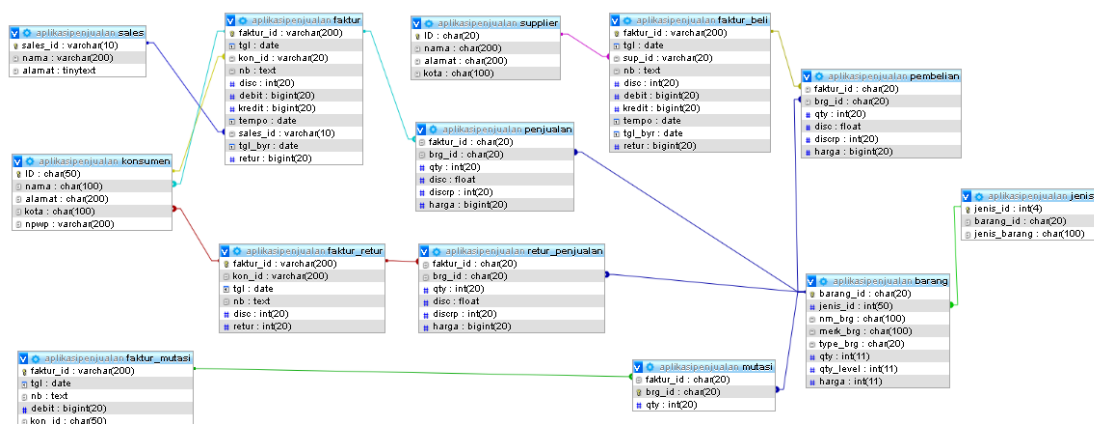 aplikasipenjualan sales
sales_id : varchar(10)
nama : varchar(200)
alamat : tinytext
aplikasipenjualan faktur
faktur_id : varchar(200)
tgl : date
kon_id : varchar(20)
nb : text
disc : int(20)
debit : bigint(20)
kredit : bigint(20)
tempo : date
sales_id : varchar(10)
tgl_byr : date
retur : bigint(20)
aplikasipenjualan supplier
ID : char(20)
nama : char(200)
alamat : char(200)
kota : char(100)
aplikasipenjualan faktur_beli
faktur_id : varchar(200)
tgl : date
sup_id : varchar(20)
nb : text
disc : int(20)
debit : bigint(20)
kredit : bigint(20)
tempo : date
tgl_byr : date
retur : bigint(20)
aplikasipenjualan pembelian
faktur_id : char(20)
brg_id : char(20)
qty : int(20)
disc : float
discrp : int(20)
harga : bigint(20)
aplikasipenjualan konsumen
ID : char(50)
nama : char(100)
alamat : char(200)
kota : char(100)
npwp : varchar(200)
aplikasipenjualan penjualan
faktur_id : char(20)
brg_id : char(20)
qty : int(20)
disc : float
discrp : int(20)
harga : bigint(20)
aplikasipenjualan jenis
jenis_id : int(4)
barang_id : char(20)
jenis_barang : char(100)
aplikasipenjualan faktur_retur
faktur_id : varchar(200)
kon_id : varchar(200)
tgl : date
nb : text
disc : int(20)
retur : int(20)
aplikasipenjualan retur_penjualan
faktur_id : char(20)
brg_id : char(20)
qty : int(20)
disc : float
discrp : int(20)
harga : bigint(20)
aplikasipenjualan barang
barang_id : char(20)
jenis_id : int(50)
nm_brg : char(100)
merk_brg : char(100)
type_brg : char(20)
qty : int(11)
qty_level : int(11)
harga : int(11)
aplikasipenjualan faktur_mutasi
faktur_id : varchar(200)
tgl : date
nb : text
debit : bigint(20)
kon_id : char(50)
aplikasipenjualan mutasi
faktur_id : char(20)
brg_id : char(20)
qty : int(20)